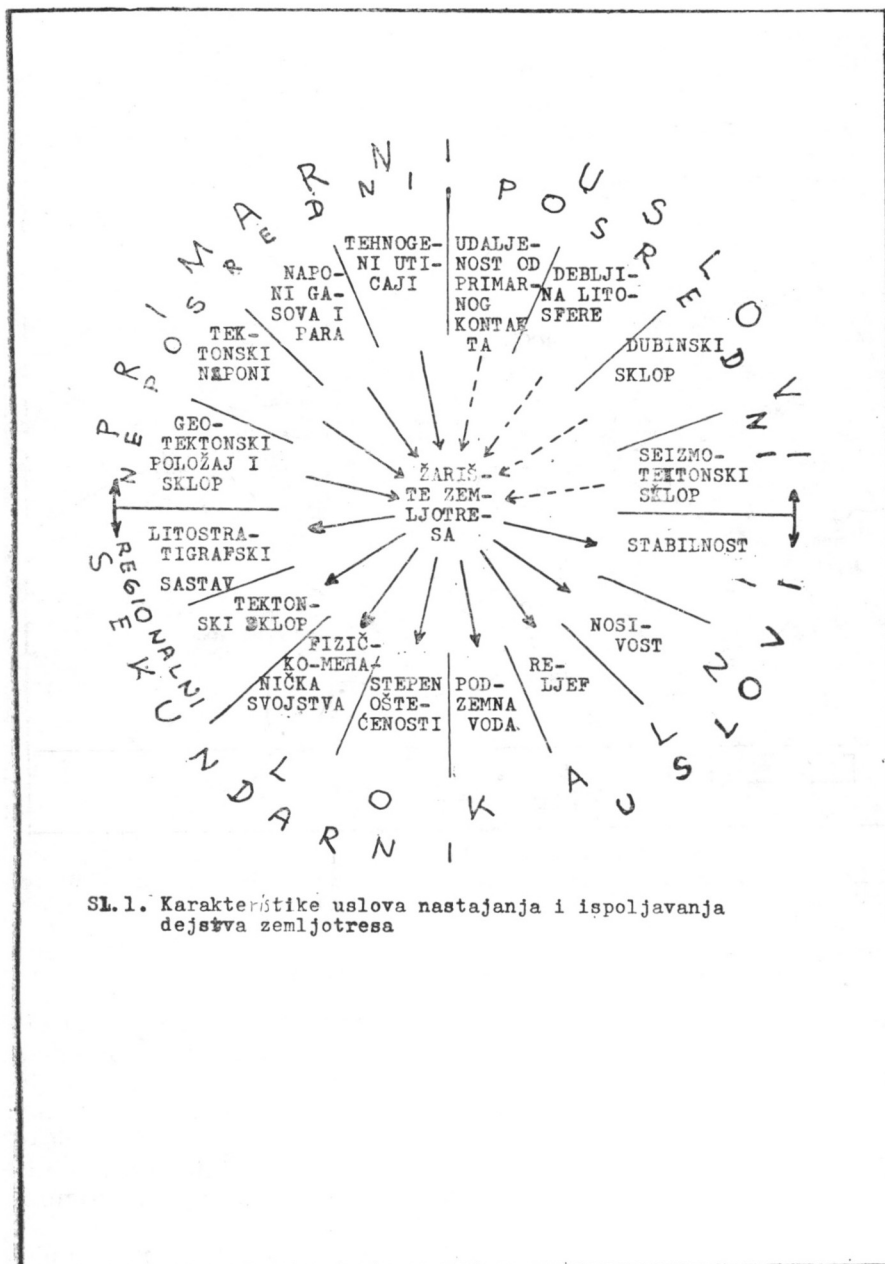 PRIMARNI USLOVI
NEPOSREDNI
POSREDNI
TEHNOGE-
NI UTI-
CAJI
UDALJE-
NOST OD
PRIMAR-
NOG
KONTAK
TA
NAPO-
NI GA-
SOVA I
PARA
DEBLJI-
NA LITO-
SFERE
TEK-
TONSKI
NAPONI
DUBINSKI
SKLOP
GEO-
TEKTONSKI
POLOŽAJ I
SKLOP
SEIZMO-
TEKTONSKI
SKLOP
ŽARIŠ-
TE ZEM-
LJOTRE-
SA
LITOSTRA-
TIGRAFSKI
SASTAV
STABILNOST
TEKTON-
SKI SKLOP
NOSI-
VOST
FIZIČ-
KO-MEHA-
NIČKA
SVOJSTVA
STEPEN
OŠTE-
ĆENOSTI
POD-
ZEMNA
VODA
RE-
LJEF
REGIONALNI
LOKALNI
SEKUNDARNI USLOVI
SL.1. Karakteristike uslova nastajanja i ispoljavanja
dejstva zemljotresa